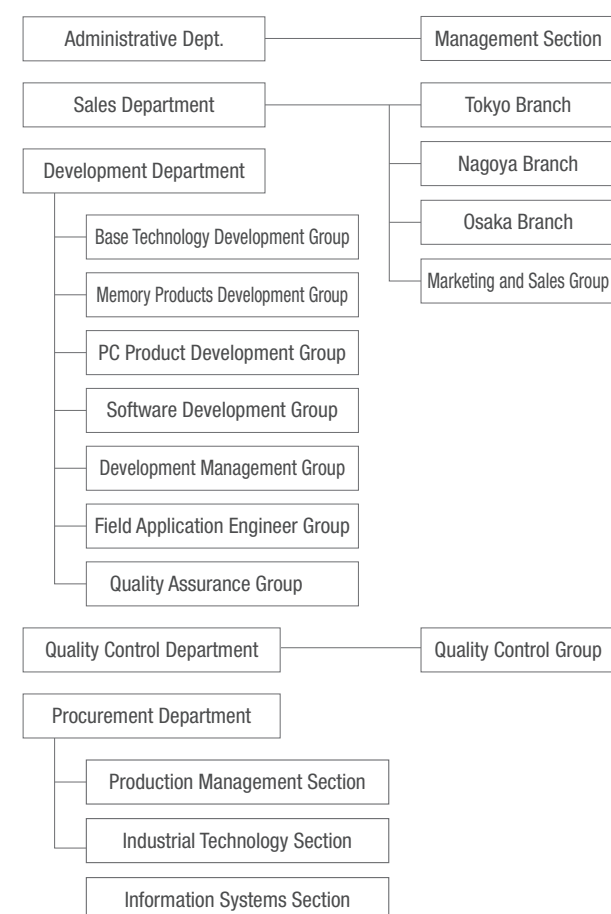 Administrative Dept.
Management Section
Sales Department
Tokyo Branch
Nagoya Branch
Osaka Branch
Marketing and Sales Group
Development Department
Base Technology Development Group
Memory Products Development Group
PC Product Development Group
Software Development Group
Development Management Group
Field Application Engineer Group
Quality Assurance Group
Quality Control Department
Quality Control Group
Procurement Department
Production Management Section
Industrial Technology Section
Information Systems Section